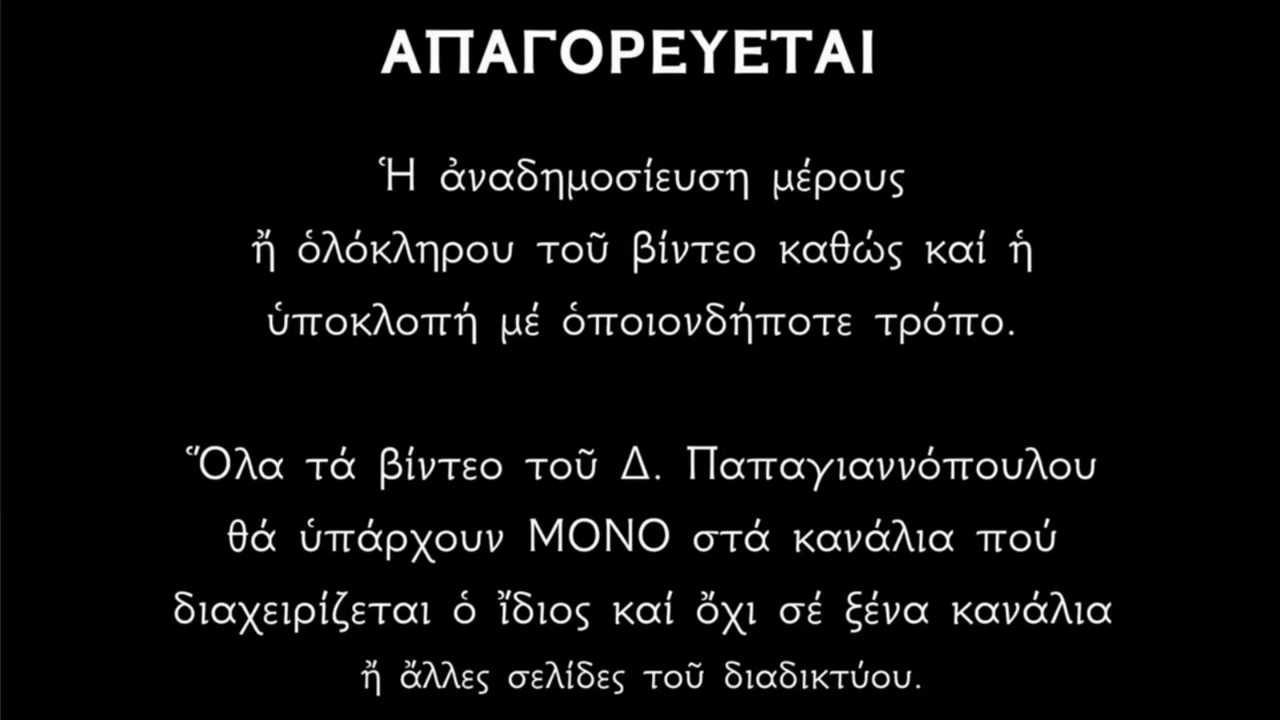 ΑΠΑΓΟΡΕΥΕΤΑΙ
Ἡ ἀναδημοσίευση μέρους
ἤ ὁλόκληρου τοῦ βίντεο καθώς καί ἡ
ὑποκλοπή μέ ὁποιονδήποτε τρόπο.
Ὅλα τά βίντεο τοῦ Δ. Παπαγιαννόπουλου
θά ὑπάρχουν ΜΟΝΟ στά κανάλια πού
διαχειρίζεται ὁ ἴδιος καί ὄχι σέ ξένα κανάλια
ἤ ἄλλες σελίδες τοῦ διαδικτύου.